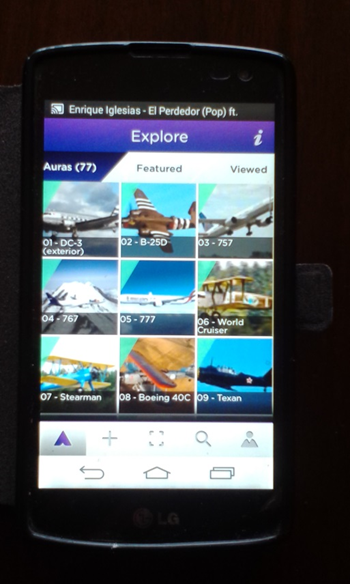 Enrique Iglesias - El Perdedor (Pop) ft.
Explore
i
Auras (77)
Featured
Viewed
01 - DC-3
(exterior)
02 - B-25D
03 - 757
04 - 767
05 - 777
06 - World
Cruiser
07 - Stearman
08 - Boeing 40C
09 - Texan
LG